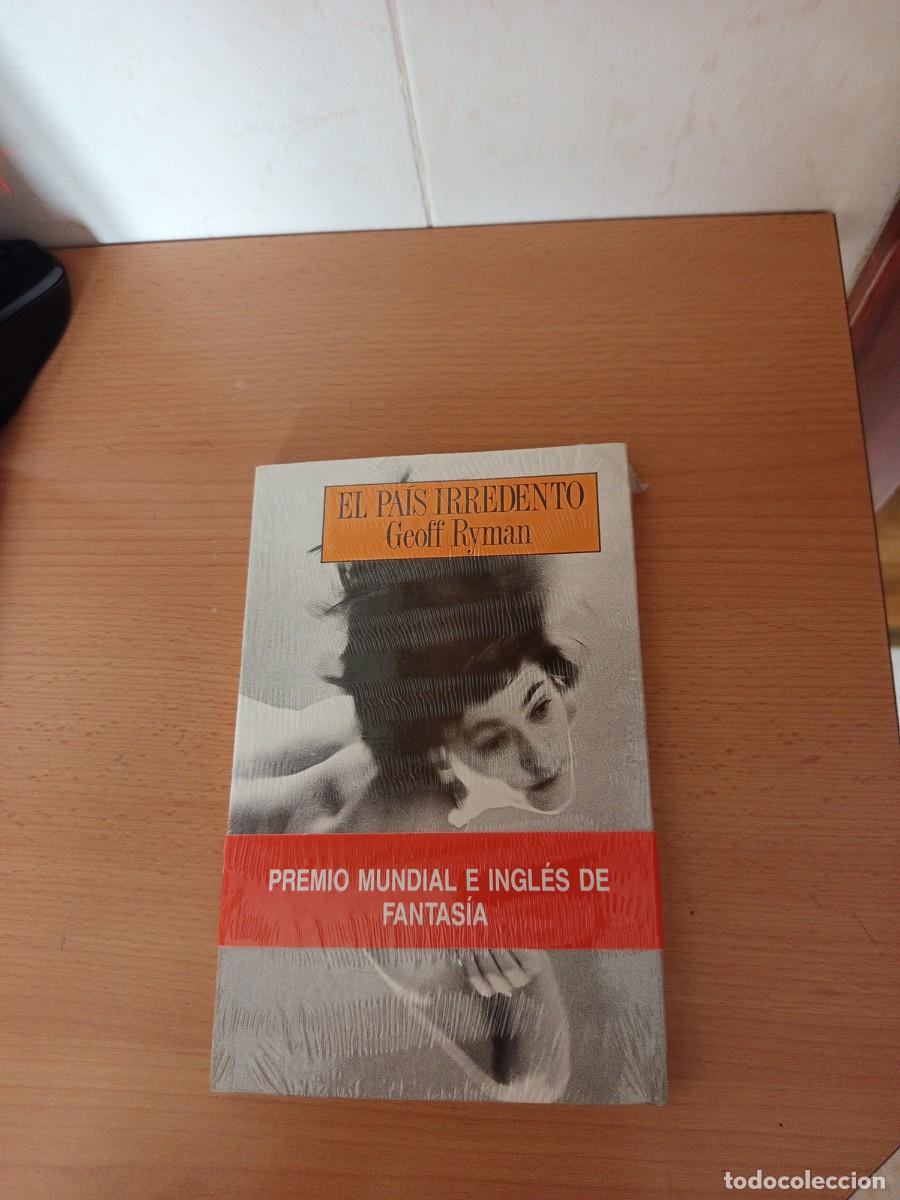 EL PAÍS IRREDENTO
Geoff Ryman
PREMIO MUNDIAL E INGLÉS DE
FANTASÍA
todocoleccion